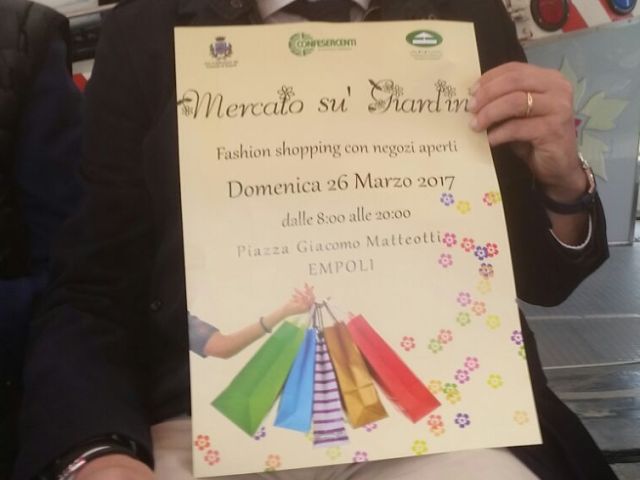 CONFESERCENTI
Mercato su' Giardin
Fashion shopping con negozi aperti
Domenica 26 Marzo 2017
dalle 8:00 alle 20:00
Piazza Giacomo Matteotti
EMPOLI